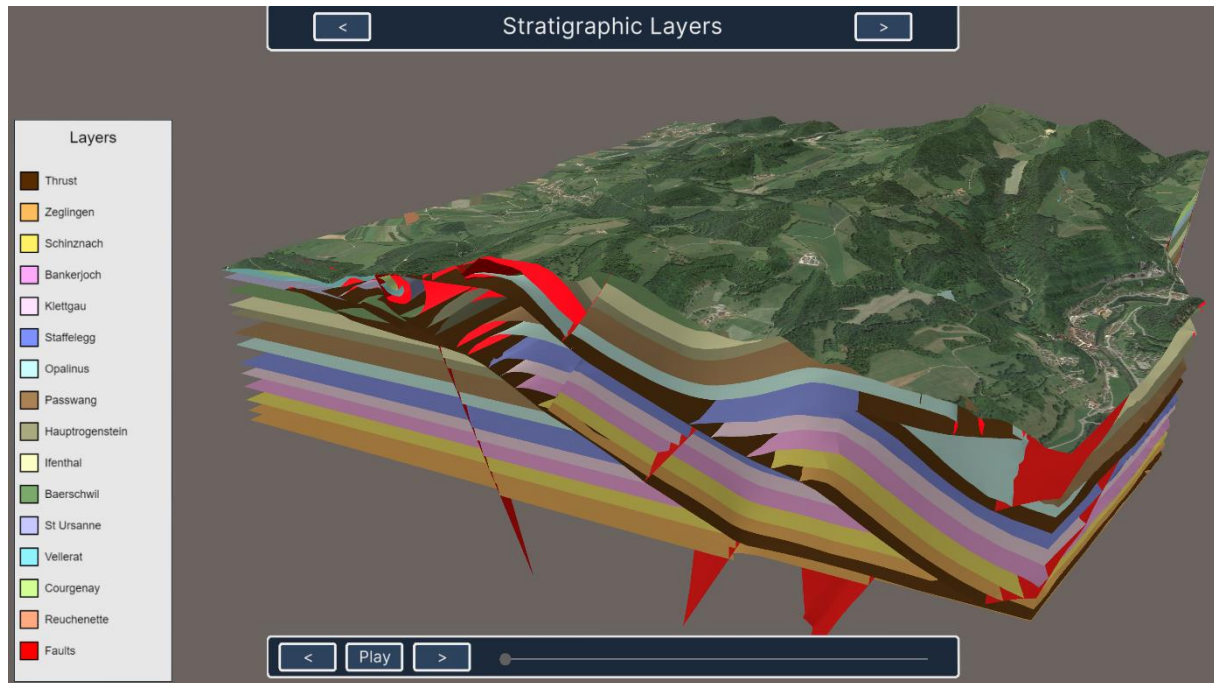 < Stratigraphic Layers >
Layers
Thrust
Zeglingen
Schinznach
Bankerjoch
Klettgau
Staffelegg
Opalinus
Passwang
Hauptrogenstein
Ifenthal
Baerschwil
St Ursanne
Vellerat
Courgenay
Reuchenette
Faults
< Play >